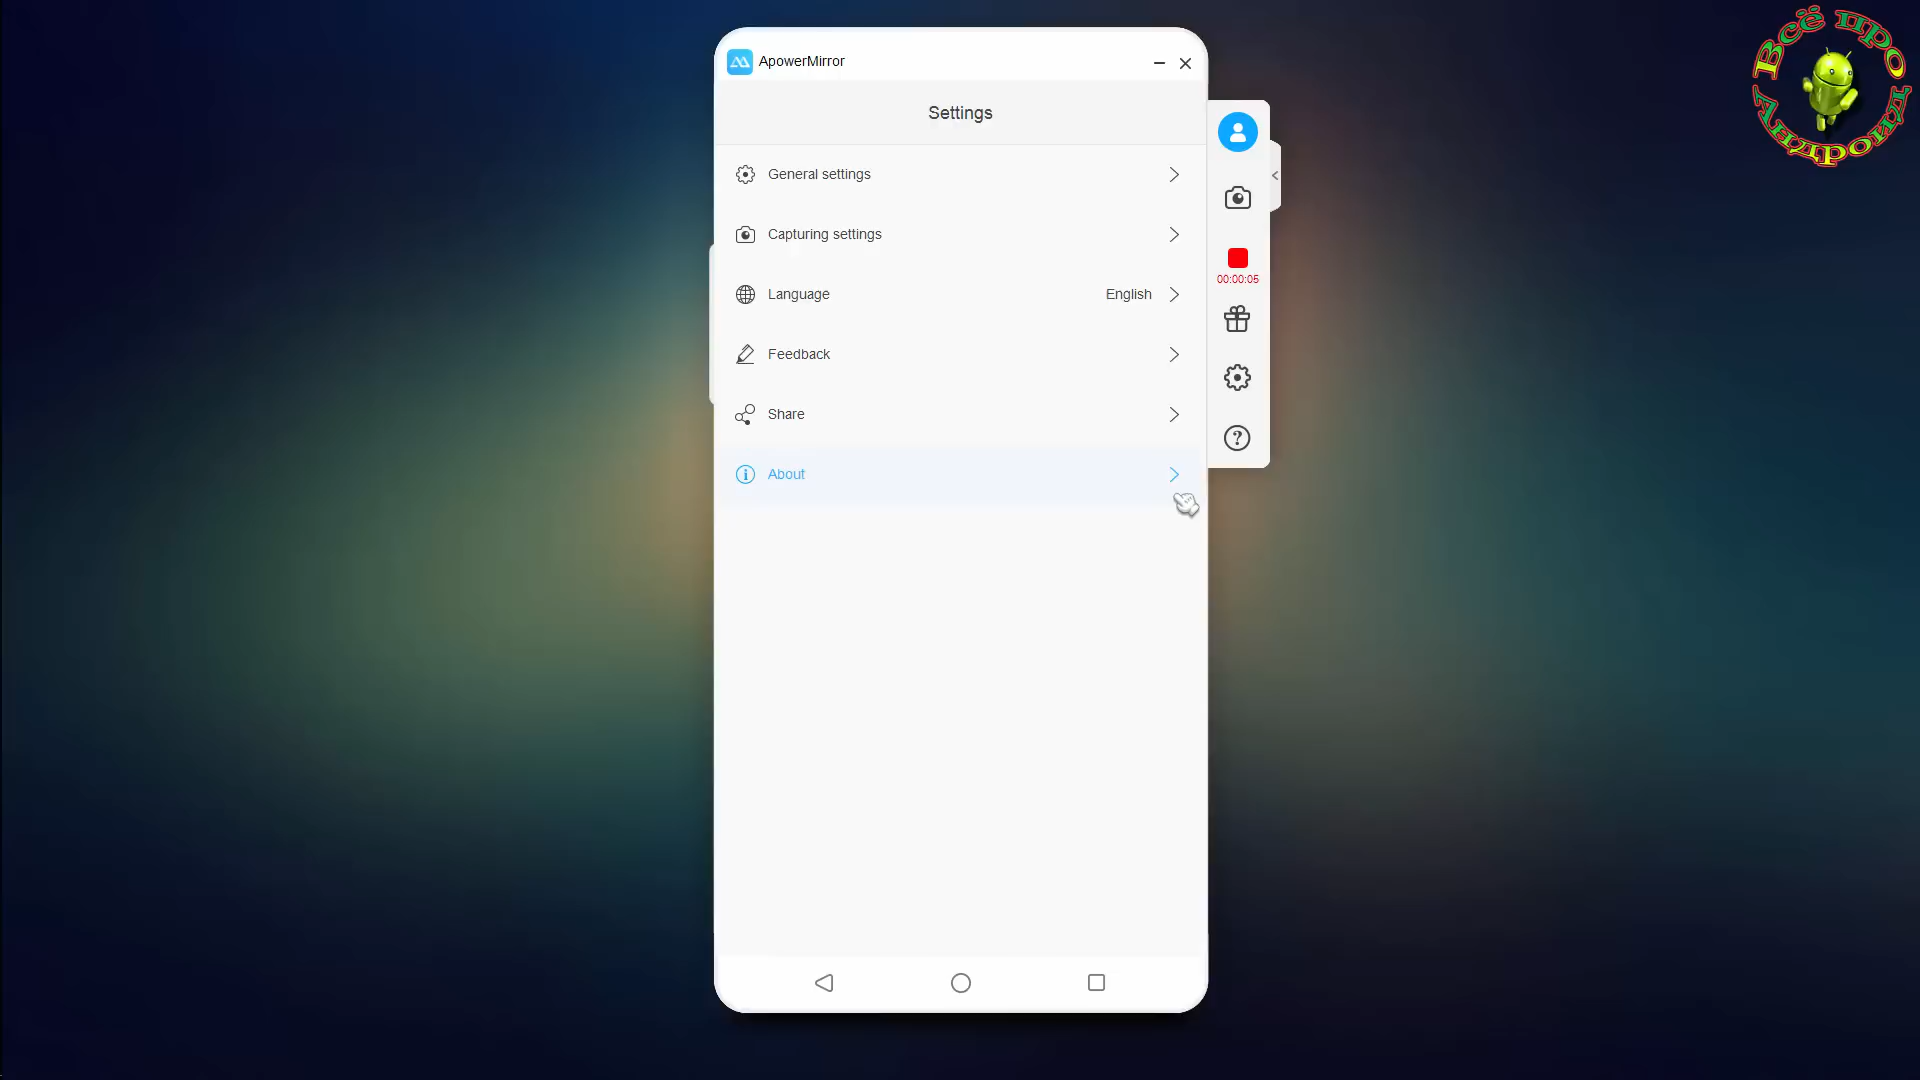 ApowerMirror
Settings
General settings
Capturing settings
Language English
Feedback
Share
About
00:00:05
Всё про
Андроид